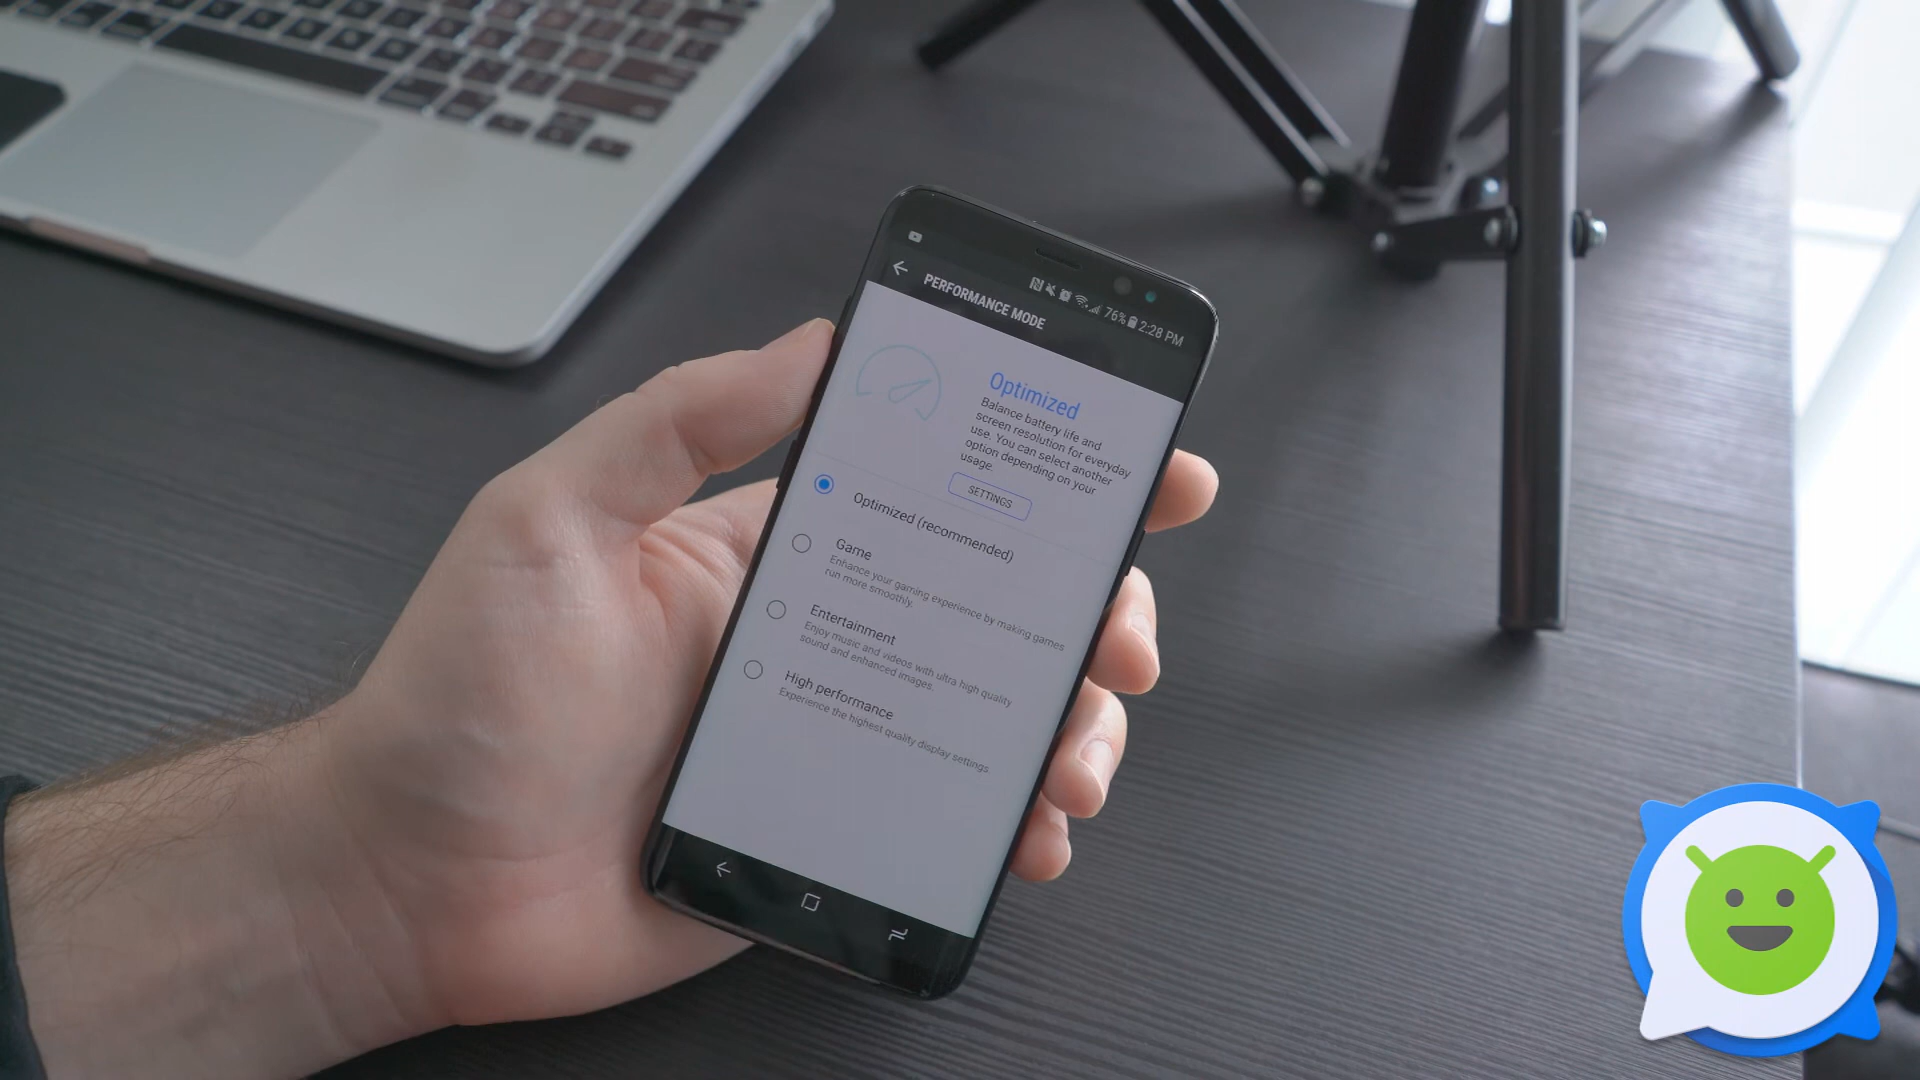 76% 2:28 PM
PERFORMANCE MODE
Optimized
Balance battery life and
screen resolution for everyday
use. You can select another
option depending on your
usage.
SETTINGS
Optimized (recommended)
Game
Enhance your gaming experience by making games
run more smoothly.
Entertainment
Enjoy music and videos with ultra high quality
sound and enhanced images.
High performance
Experience the highest quality display settings.